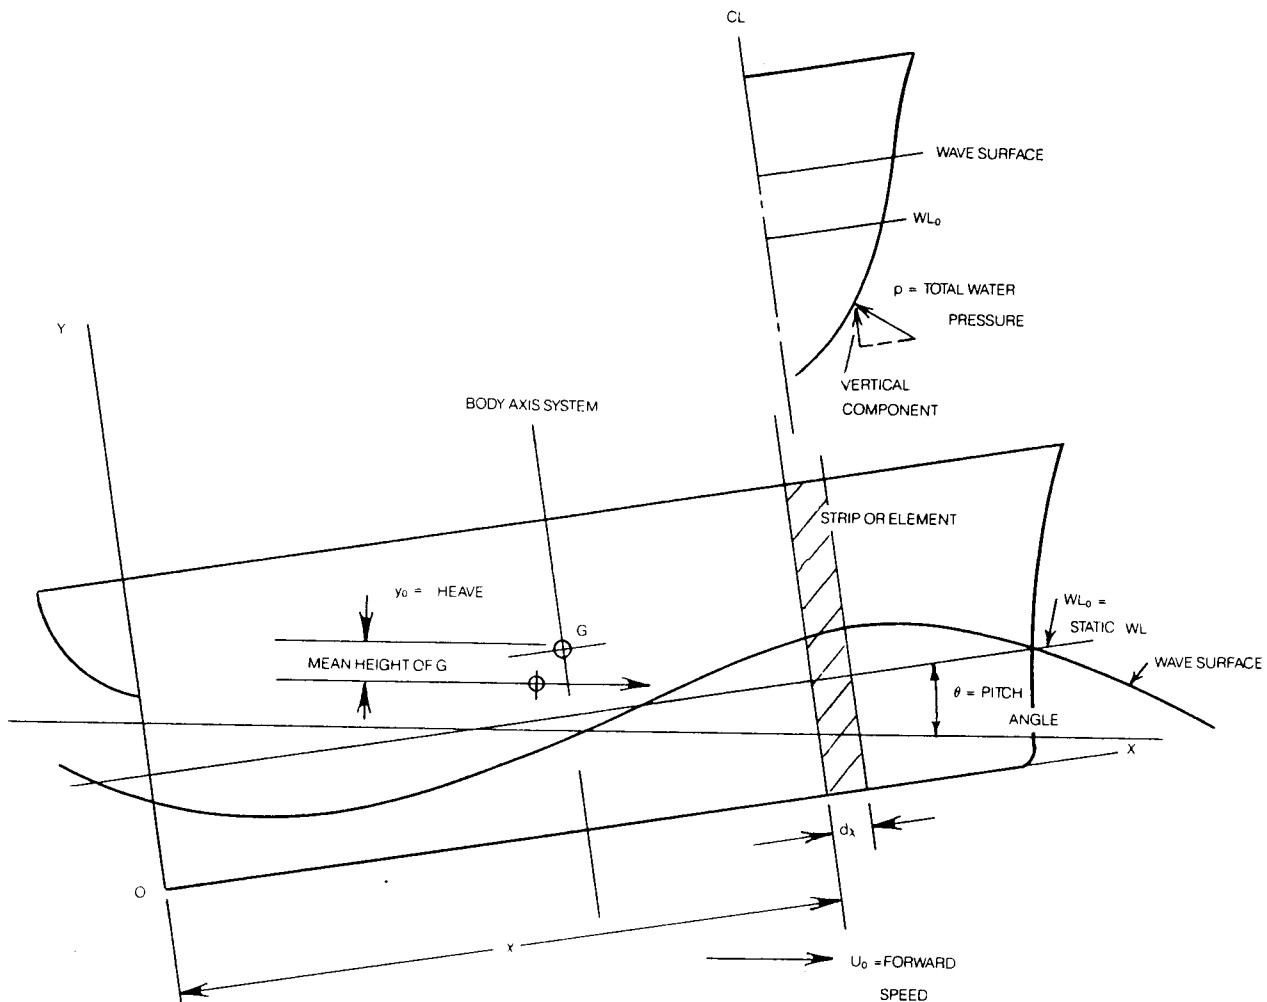 CL
WAVE SURFACE
WL₀
p = TOTAL WATER
PRESSURE
VERTICAL
COMPONENT
Y
BODY AXIS SYSTEM
STRIP OR ELEMENT
y₀ = HEAVE
G
WL₀ =
STATIC WL
MEAN HEIGHT OF G
WAVE SURFACE
θ = PITCH
ANGLE
X
dx
O
x
U₀ = FORWARD
SPEED